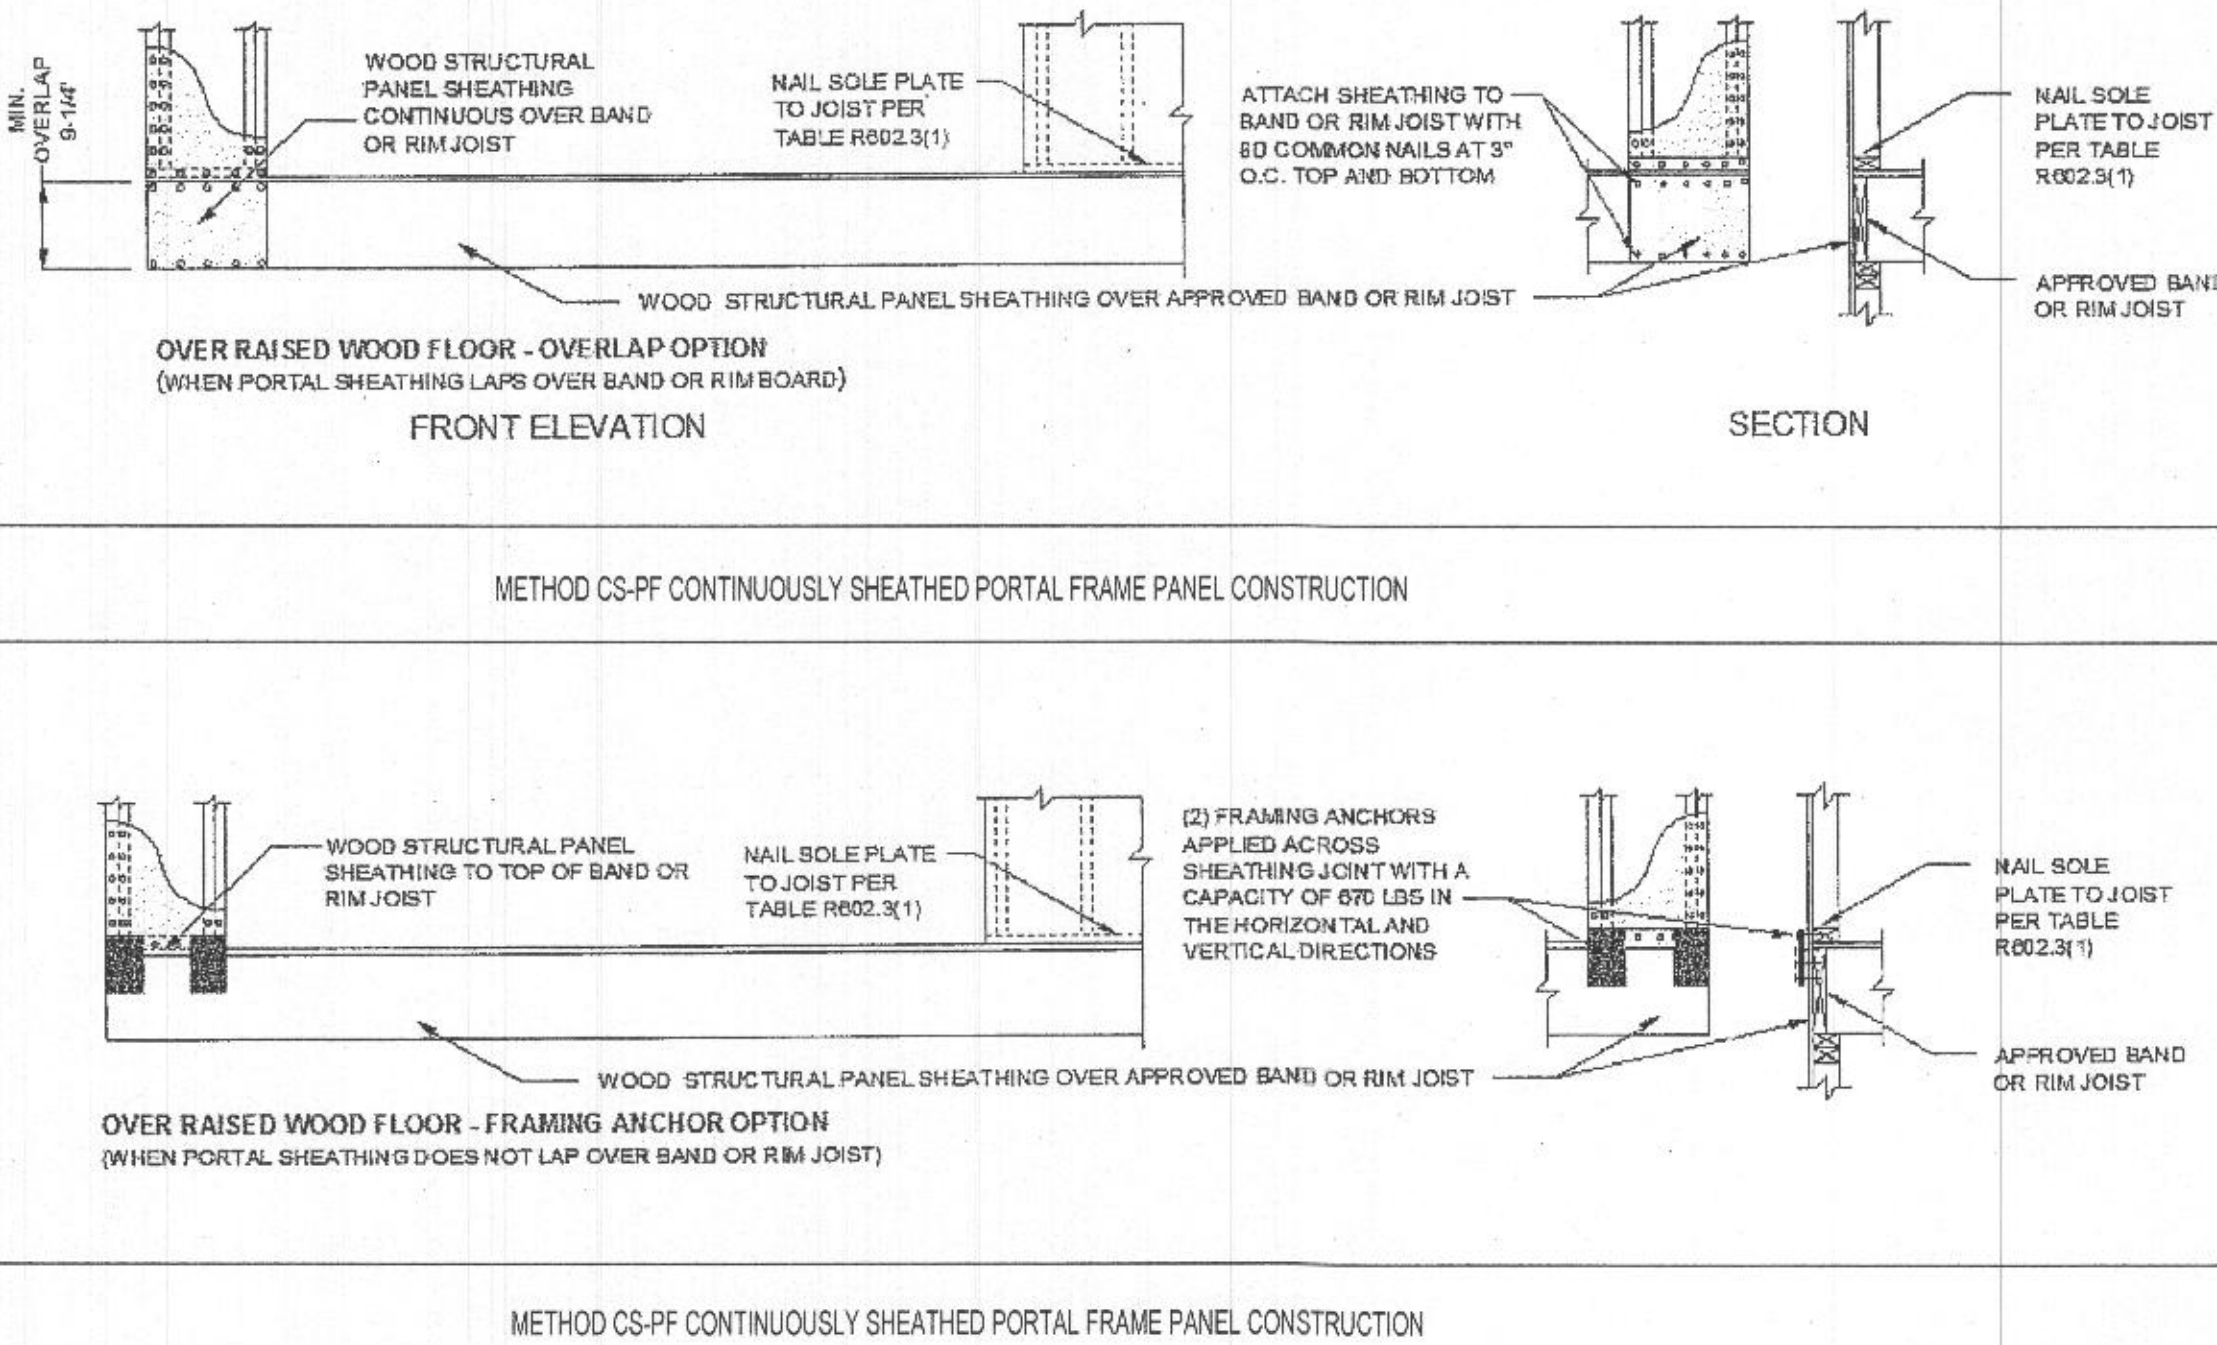 MIN.
OVERLAP
9-1/4"
WOOD STRUCTURAL
PANEL SHEATHING
CONTINUOUS OVER BAND
OR RIM JOIST
NAIL SOLE PLATE
TO JOIST PER
TABLE R602.3(1)
ATTACH SHEATHING TO
BAND OR RIM JOIST WITH
8D COMMON NAILS AT 3"
O.C. TOP AND BOTTOM
NAIL SOLE
PLATE TO JOIST
PER TABLE
R602.3(1)
WOOD STRUCTURAL PANEL SHEATHING OVER APPROVED BAND OR RIM JOIST
APPROVED BAND
OR RIM JOIST
OVER RAISED WOOD FLOOR - OVERLAP OPTION
(WHEN PORTAL SHEATHING LAPS OVER BAND OR RIM BOARD)
FRONT ELEVATION
SECTION
METHOD CS-PF CONTINUOUSLY SHEATHED PORTAL FRAME PANEL CONSTRUCTION
WOOD STRUCTURAL PANEL
SHEATHING TO TOP OF BAND OR
RIM JOIST
NAIL SOLE PLATE
TO JOIST PER
TABLE R602.3(1)
(2) FRAMING ANCHORS
APPLIED ACROSS
SHEATHING JOINT WITH A
CAPACITY OF 670 LBS IN
THE HORIZONTAL AND
VERTICAL DIRECTIONS
NAIL SOLE
PLATE TO JOIST
PER TABLE
R602.3(1)
WOOD STRUCTURAL PANEL SHEATHING OVER APPROVED BAND OR RIM JOIST
APPROVED BAND
OR RIM JOIST
OVER RAISED WOOD FLOOR - FRAMING ANCHOR OPTION
(WHEN PORTAL SHEATHING DOES NOT LAP OVER BAND OR RIM JOIST)
METHOD CS-PF CONTINUOUSLY SHEATHED PORTAL FRAME PANEL CONSTRUCTION